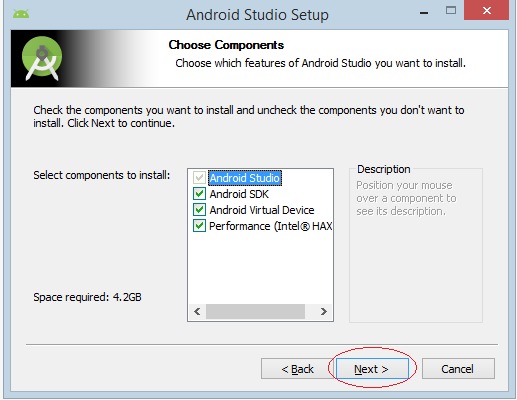 Android Studio Setup
Choose Components
Choose which features of Android Studio you want to install.
Check the components you want to install and uncheck the components you don't want to
install. Click Next to continue.
Select components to install:
Android Studio
Android SDK
Android Virtual Device
Performance (Intel® HAX
Description
Position your mouse
over a component to
see its description.
Space required: 4.2GB
< Back
Next >
Cancel